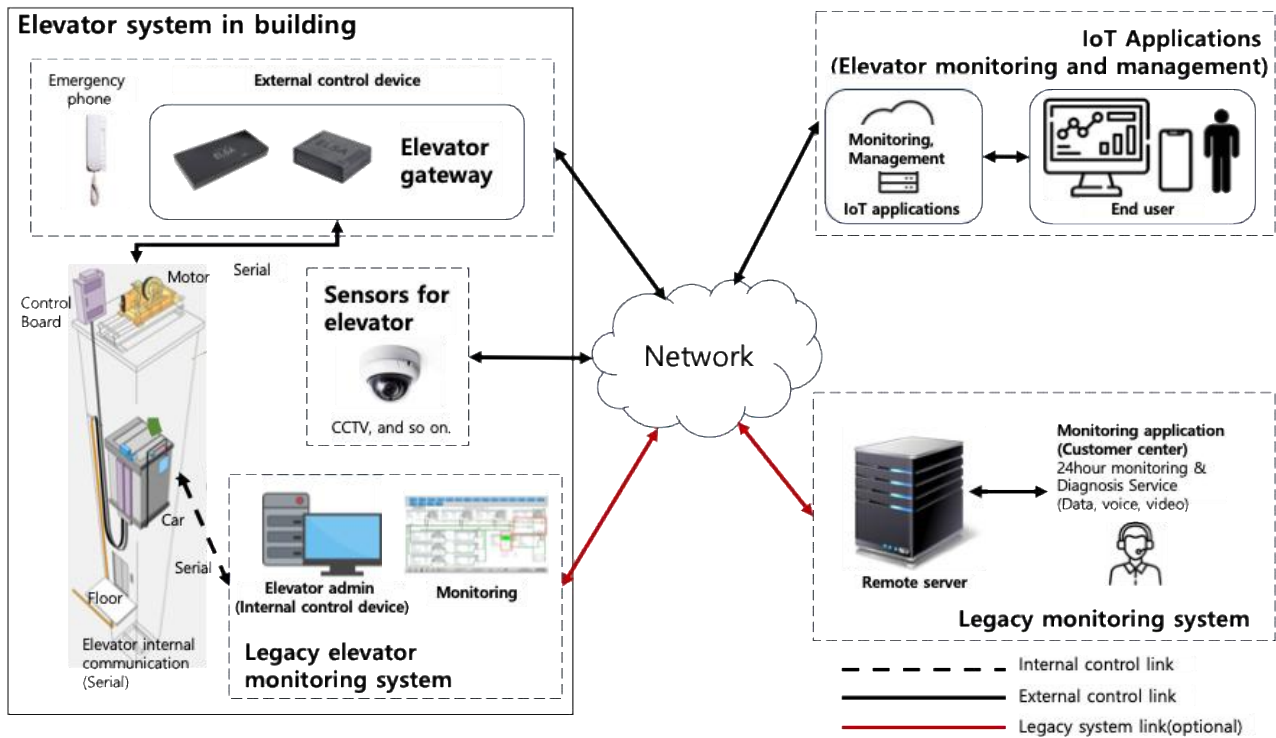 Elevator system in building
Emergency
phone
External control device
ELSA
ELSA
Elevator
gateway
Serial
Motor
Control
Board
Sensors for
elevator
CCTV, and so on.
Car
Serial
Floor
Elevator internal
communication
(Serial)
Elevator admin
(Internal control device)
Monitoring
Legacy elevator
monitoring system
Network
IoT Applications
(Elevator monitoring and management)
Monitoring,
Management
IoT applications
End user
Monitoring application
(Customer center)
24hour monitoring &
Diagnosis Service
(Data, voice, video)
Remote server
Legacy monitoring system
Internal control link
External control link
Legacy system link(optional)